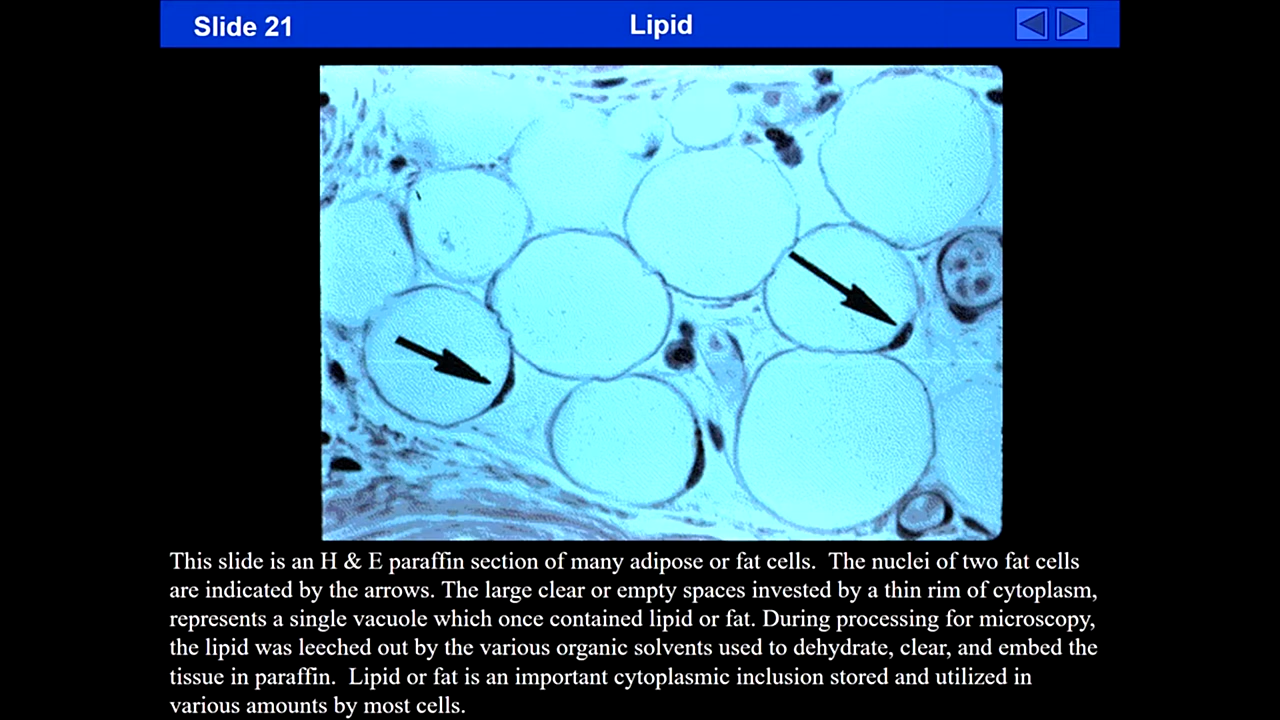 Slide 21
Lipid
This slide is an H & E paraffin section of many adipose or fat cells.  The nuclei of two fat cells
are indicated by the arrows. The large clear or empty spaces invested by a thin rim of cytoplasm,
represents a single vacuole which once contained lipid or fat. During processing for microscopy,
the lipid was leeched out by the various organic solvents used to dehydrate, clear, and embed the
tissue in paraffin.  Lipid or fat is an important cytoplasmic inclusion stored and utilized in
various amounts by most cells.